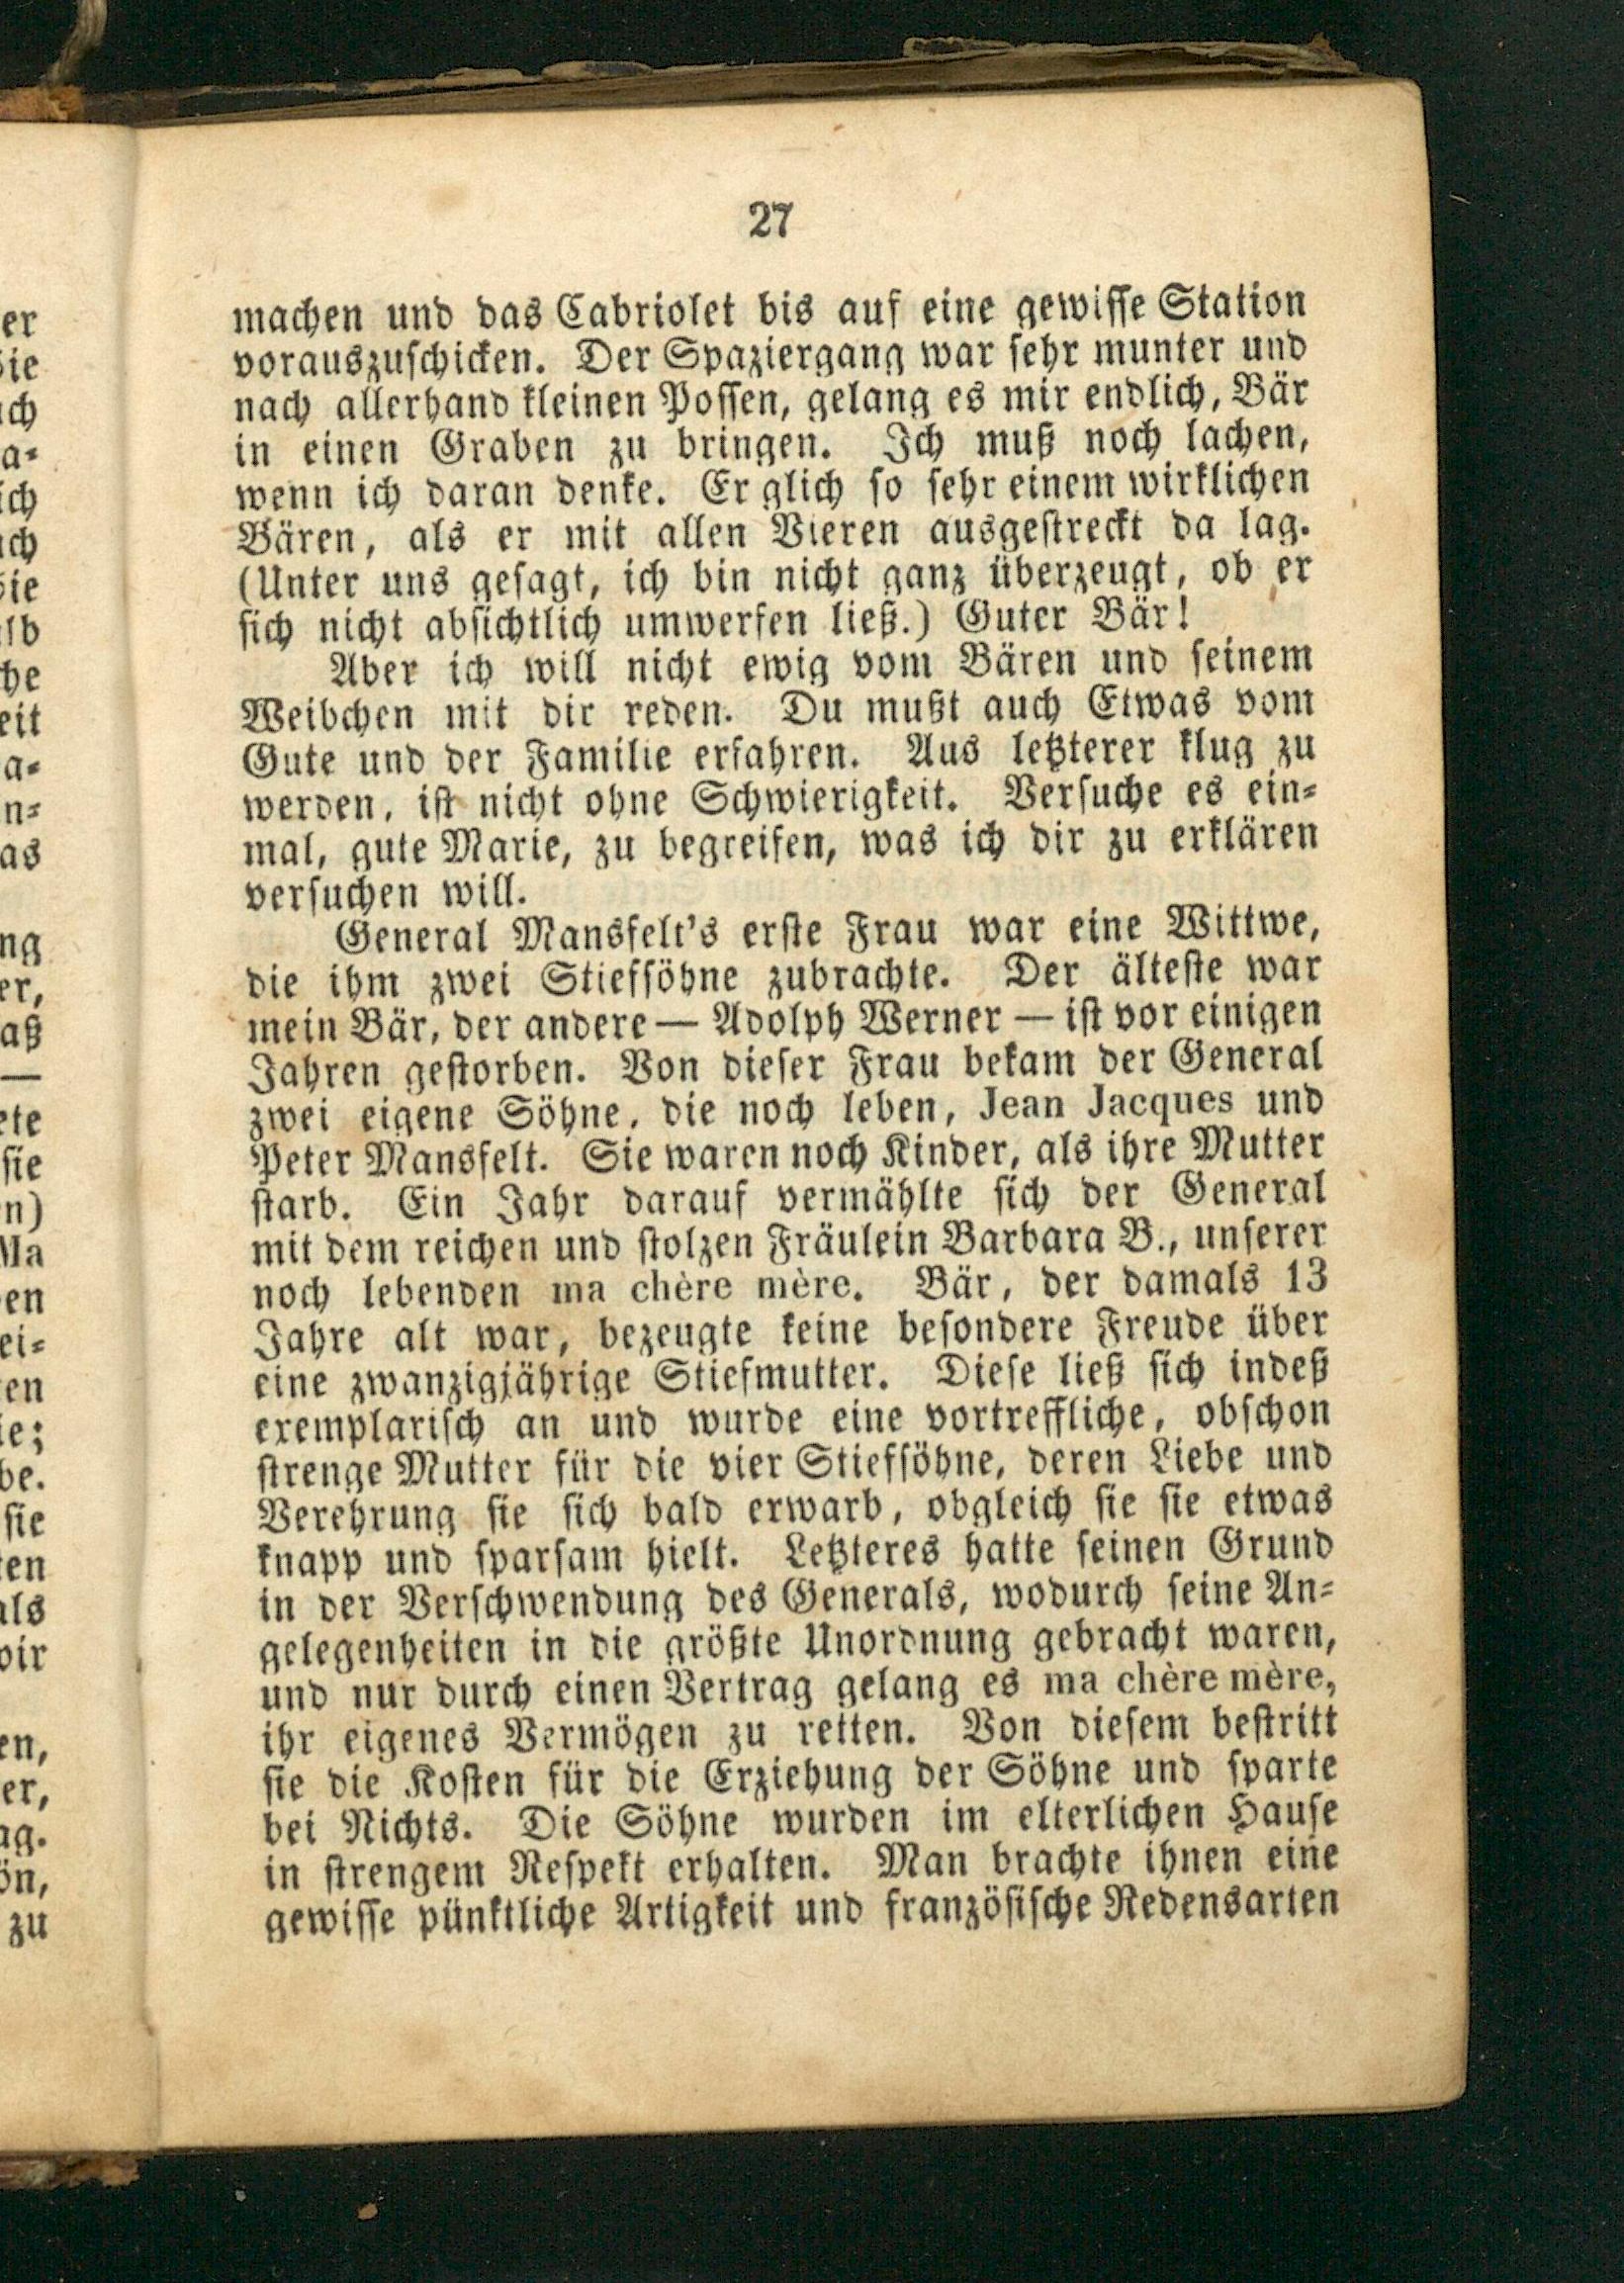 27
machen und das Cabriolet bis auf eine gewisse Station
vorauszuschicken. Der Spaziergang war sehr munter und
nach allerhand kleinen Possen, gelang es mir endlich, Bär
in einen Graben zu bringen. Ich muß noch lachen,
wenn ich daran denke. Er glich so sehr einem wirklichen
Bären, als er mit allen Vieren ausgestreckt da lag.
(Unter uns gesagt, ich bin nicht ganz überzeugt, ob er
sich nicht absichtlich umwerfen ließ.) Guter Bär!
Aber ich will nicht ewig vom Bären und seinem
Weibchen mit dir reden. Du mußt auch Etwas vom
Gute und der Familie erfahren. Aus letzterer klug zu
werden, ist nicht ohne Schwierigkeit. Versuche es ein-
mal, gute Marie, zu begreifen, was ich dir zu erklären
versuchen will.
General Mansfelt's erste Frau war eine Wittwe,
die ihm zwei Stiefsöhne zubrachte. Der älteste war
mein Bär, der andere — Adolph Werner — ist vor einigen
Jahren gestorben. Von dieser Frau bekam der General
zwei eigene Söhne, die noch leben, Jean Jacques und
Peter Mansfelt. Sie waren noch Kinder, als ihre Mutter
starb. Ein Jahr darauf vermählte sich der General
mit dem reichen und stolzen Fräulein Barbara B., unserer
noch lebenden ma chère mère. Bär, der damals 13
Jahre alt war, bezeugte keine besondere Freude über
eine zwanzigjährige Stiefmutter. Diese ließ sich indeß
exemplarisch an und wurde eine vortreffliche, obschon
strenge Mutter für die vier Stiefsöhne, deren Liebe und
Verehrung sie sich bald erwarb, obgleich sie sie etwas
knapp und sparsam hielt. Letzteres hatte seinen Grund
in der Verschwendung des Generals, wodurch seine An-
gelegenheiten in die größte Unordnung gebracht waren,
und nur durch einen Vertrag gelang es ma chère mère,
ihr eigenes Vermögen zu retten. Von diesem bestritt
sie die Kosten für die Erziehung der Söhne und sparte
bei Nichts. Die Söhne wurden im elterlichen Hause
in strengem Respekt erhalten. Man brachte ihnen eine
gewisse pünktliche Artigkeit und französische Redensarten